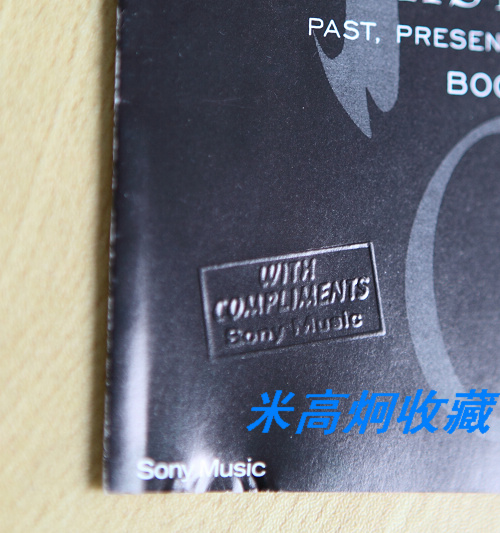 PAST, PRESEN
BOO
WITH
COMPLIMENTS
Sony Music
米高炯收藏
Sony Music